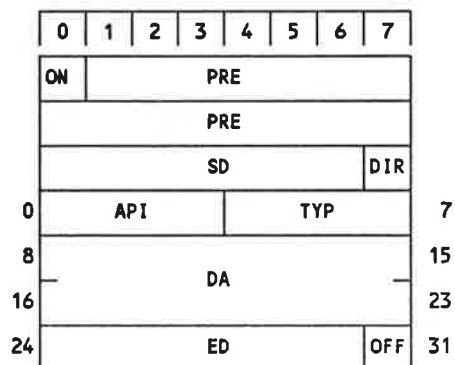 0 1 2 3 4 5 6 7
ON PRE
PRE
SD DIR
0 API TYP 7
8 15
DA
16 23
24 ED OFF 31